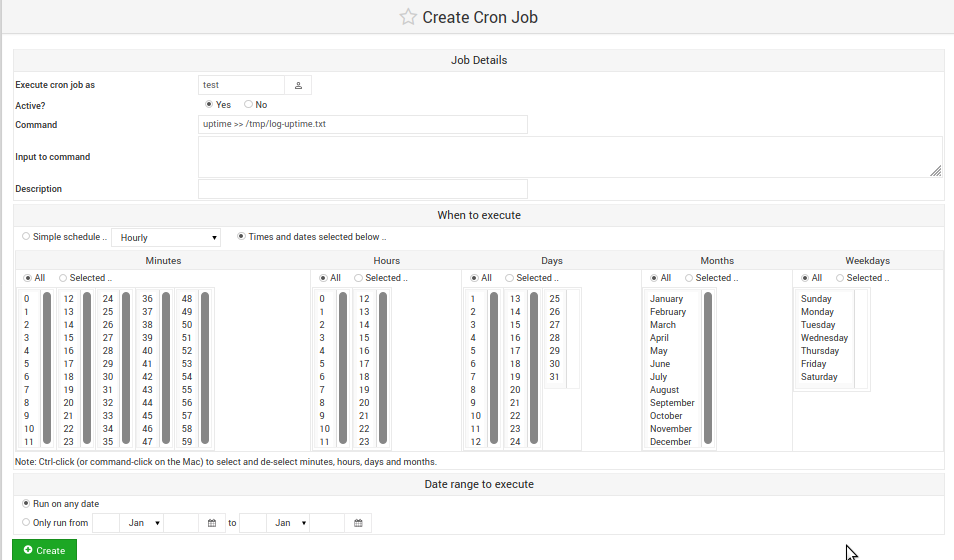 Create Cron Job
Job Details
Execute cron job as test
Active? Yes No
Command uptime >> /tmp/log-uptime.txt
Input to command
Description
When to execute
Simple schedule .. Hourly Times and dates selected below ..
Minutes Hours Days Months Weekdays
All Selected .. All Selected .. All Selected .. All Selected .. All Selected ..
0 12 24 36 48 0 12 1 13 25 January Sunday
1 13 25 37 49 1 13 2 14 26 February Monday
2 14 26 38 50 2 14 3 15 27 March Tuesday
3 15 27 39 51 3 15 4 16 28 April Wednesday
4 16 28 40 52 4 16 5 17 29 May Thursday
5 17 29 41 53 5 17 6 18 30 June Friday
6 18 30 42 54 6 18 7 19 31 July Saturday
7 19 31 43 55 7 19 8 20 August
8 20 32 44 56 8 20 9 21 September
9 21 33 45 57 9 21 10 22 October
10 22 34 46 58 10 22 11 23 November
11 23 35 47 59 11 23 12 24 December
Note: Ctrl-click (or command-click on the Mac) to select and de-select minutes, hours, days and months.
Date range to execute
Run on any date
Only run from Jan to Jan
Create